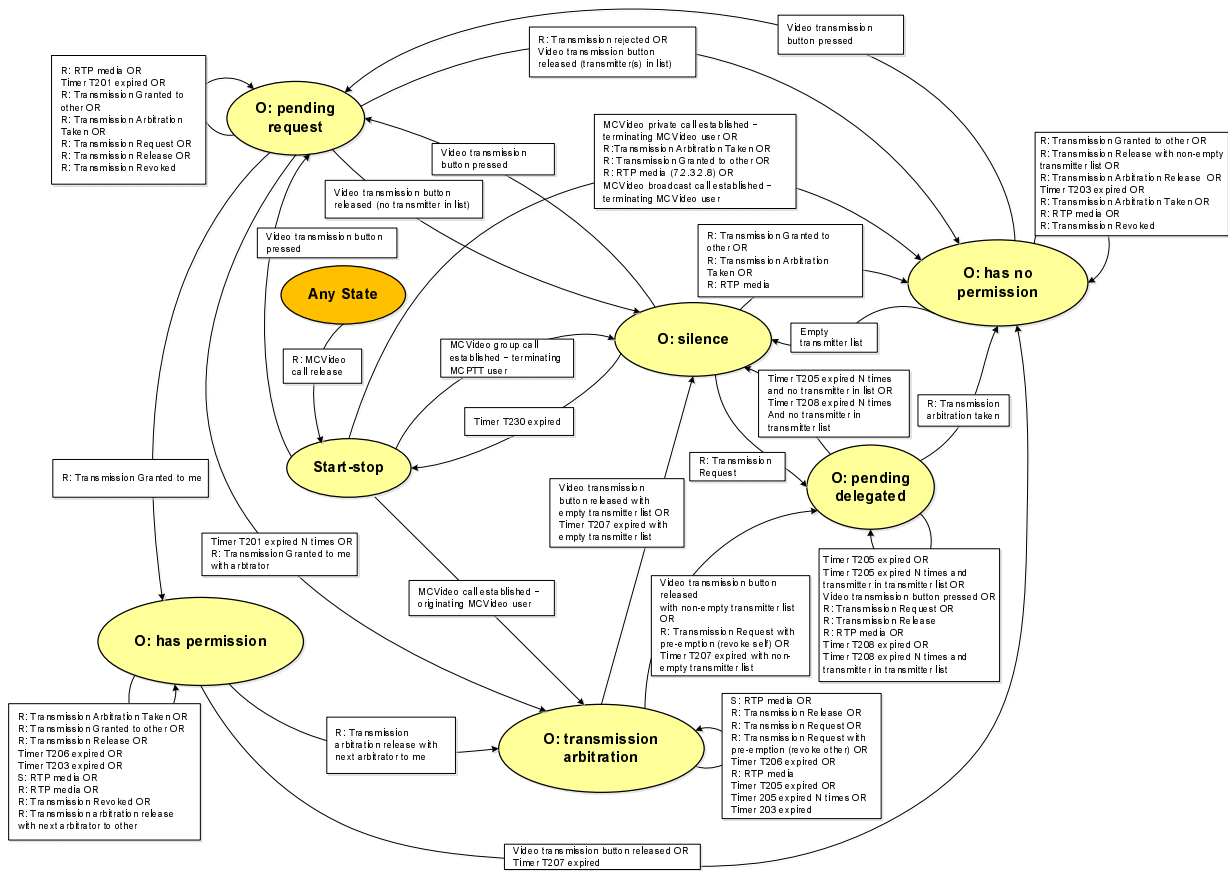 Video transmission
button pressed
R: Transmission rejected OR
Video transmission button
released (transmitter(s) in list)
R: RTP media OR
Timer T201 expired OR
R: Transmission Granted to
other OR
R: Transmission Arbitration
Taken OR
R: Transmission Request OR
R: Transmission Release OR
R: Transmission Revoked
O: pending
request
MCVideo private call established –
terminating MCVideo user OR
R:Transmission Arbitration Taken OR
R: Transmission Granted to other OR
R: RTP media (7.2.3.2.8) OR
MCVideo broadcast call established –
terminating MCVideo user
R: Transmission Granted to other OR
R: Transmission Release with non-empty
transmitter list OR
R: Transmission Arbitration Release  OR
Timer T203 expired OR
R: Transmission Arbitration Taken OR
R: RTP media OR
R: Transmission Revoked
Video transmission
button pressed
Video transmission button
released (no transmitter in list)
Video transmission button
pressed
R: Transmission Granted to
other OR
R: Transmission Arbitration
Taken OR
R: RTP media
O: has no
permission
Any State
O: silence
Empty
transmitter list
R: MCVideo
call release
MCVideo group call
established – terminating
MCPTT user
Timer T205 expired N times
and no transmitter in list OR
Timer T208 expired N times
And no transmitter in
transmitter list
R: Transmission
arbitration taken
Timer T230 expired
Start-stop
R: Transmission
Request
O: pending
delegated
R: Transmission Granted to me
Video transmission
button released with
empty transmitter list OR
Timer T207 expired with
empty transmitter list
Timer T201 expired N times OR
R: Transmission Granted to me
with arbtrator
MCVideo call established –
originating MCVideo user
Video transmission button
released
with non-empty transmitter list
OR
R: Transmission Request with
pre-emption (revoke self) OR
Timer T207 expired with non-
empty transmitter list
Timer T205 expired OR
Timer T205 expired N times and
transmitter in transmitter list OR
Video transmission button pressed OR
R: Transmission Request OR
R: Transmission Release
R: RTP media OR
Timer T208 expired OR
Timer T208 expired N times and
transmitter in transmitter list
O: has permission
R: Transmission Arbitration Taken OR
R: Transmission Granted to other OR
R: Transmission Release OR
Timer T206 expired OR
Timer T203 expired OR
S: RTP media OR
R: RTP media OR
R: Transmission Revoked OR
R: Transmission arbitration release
with next arbitrator to other
R: Transmission
arbitration release with
next arbitrator to me
O: transmission
arbitration
S: RTP media OR
R: Transmission Release OR
R: Transmission Request OR
R: Transmission Request with
pre-emption (revoke other) OR
Timer T206 expired OR
R: RTP media
Timer T205 expired OR
Timer 205 expired N times OR
Timer 203 expired
Video transmission button released OR
Timer T207 expired